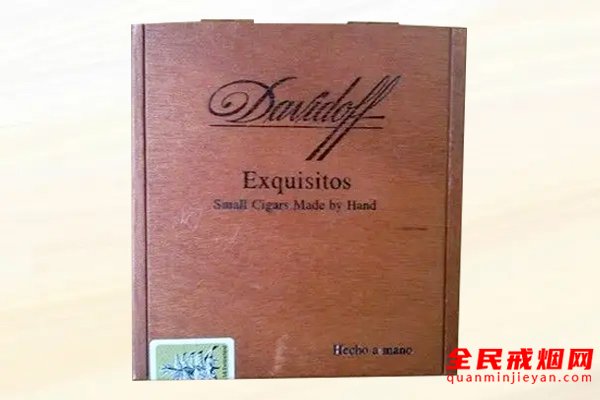 Davidoff
Exquisitos
Small Cigars Made by Hand
Hecho a mano
全民戒烟网
quanminjieyan.com